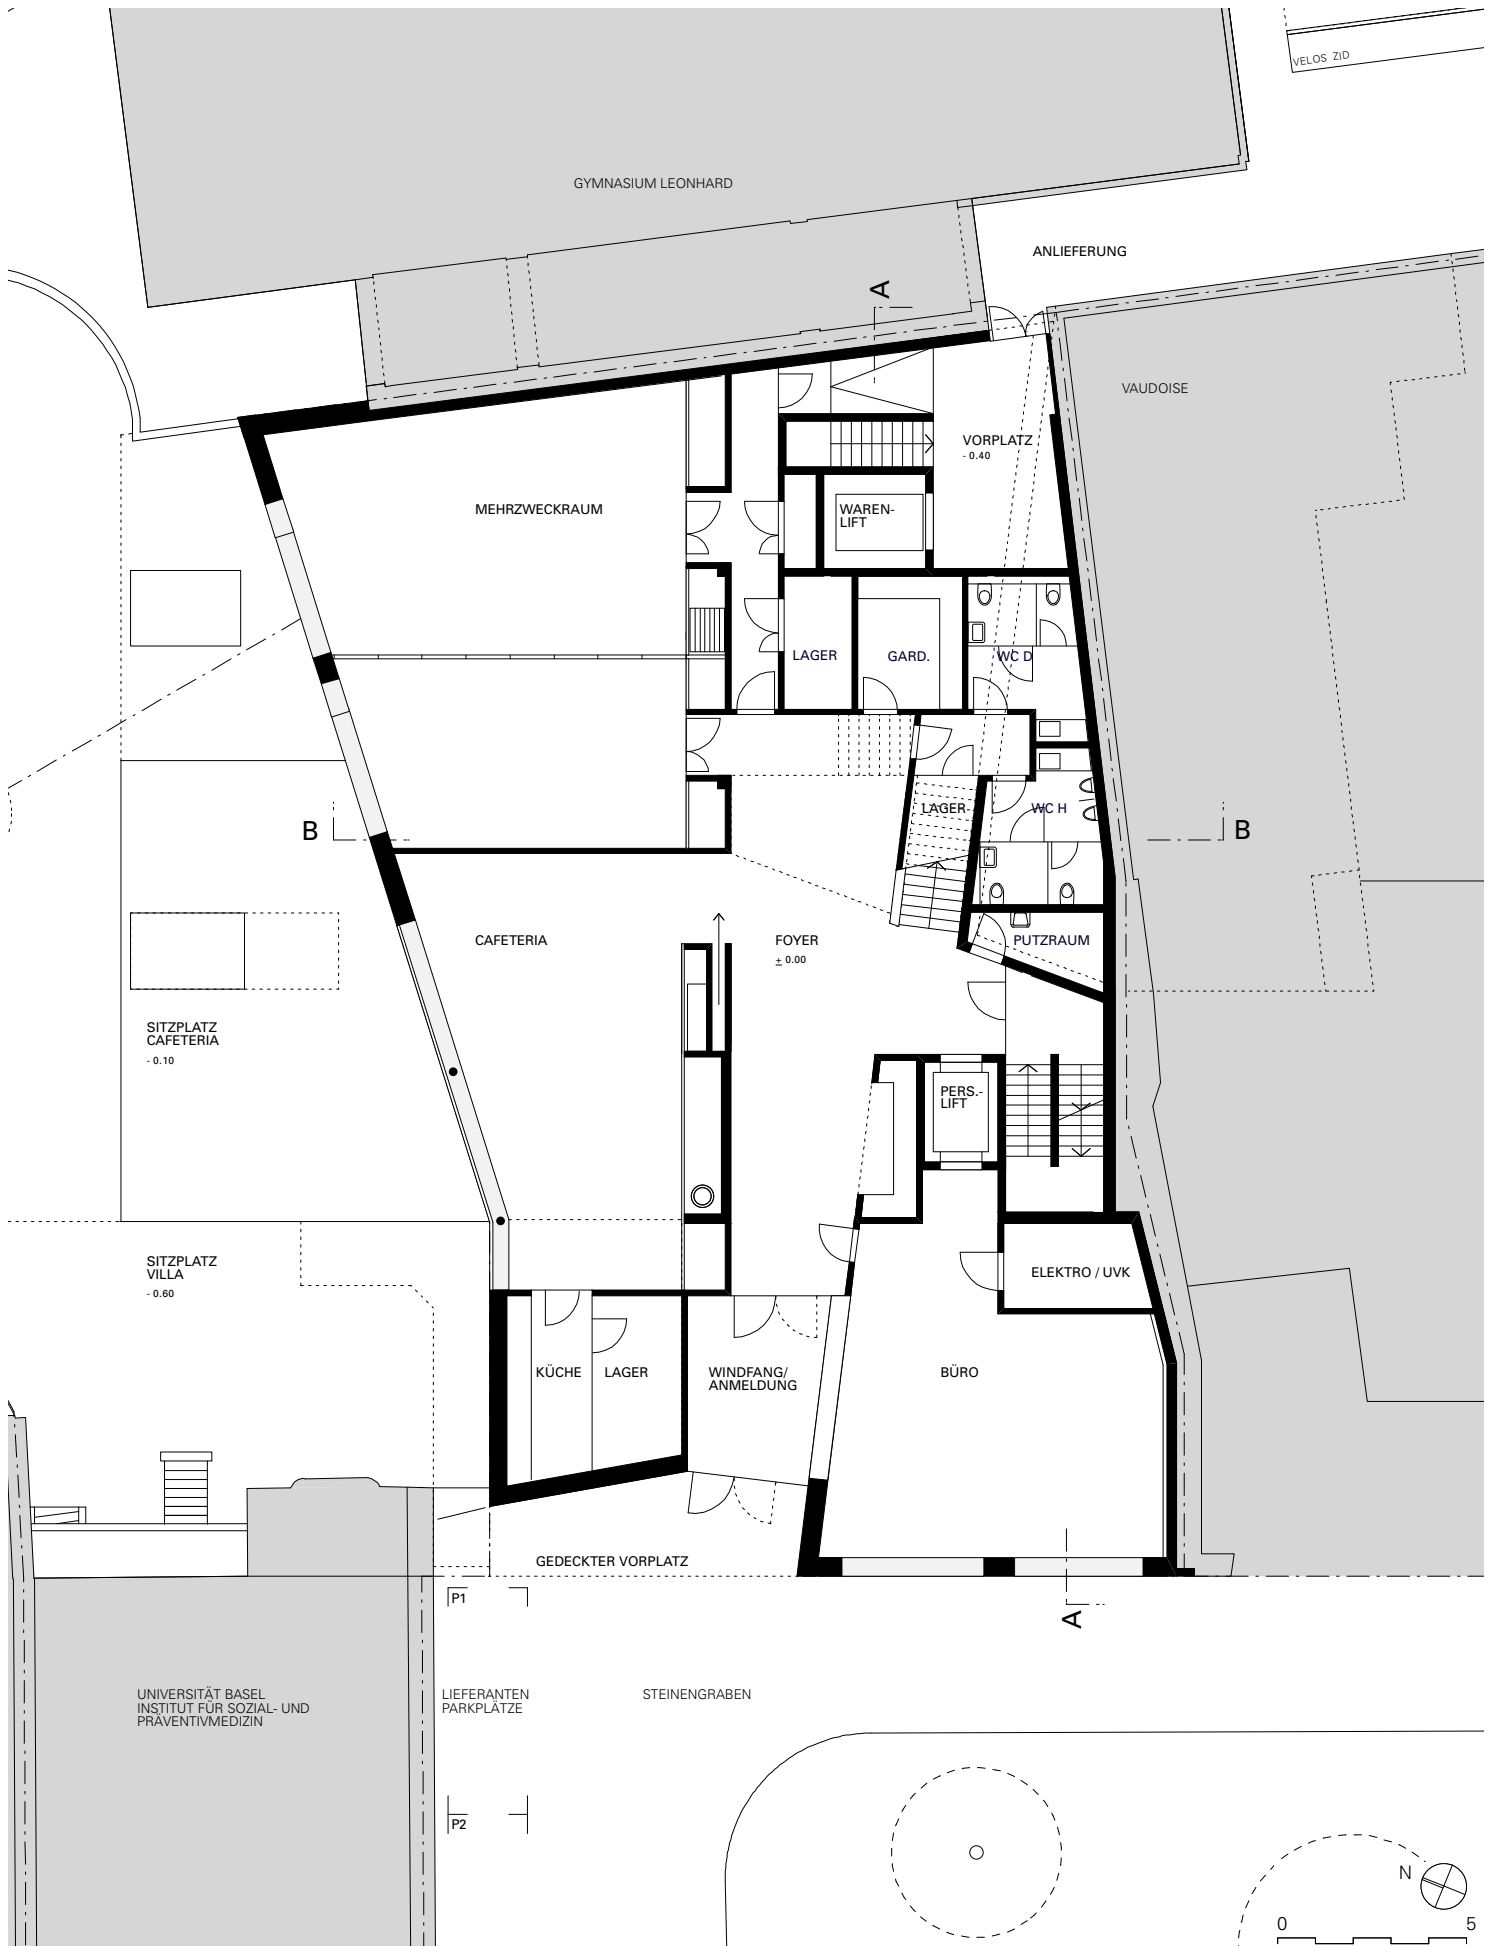 VELOS ZID
GYMNASIUM LEONHARD
ANLIEFERUNG
A
VAUDOISE
VORPLATZ
- 0.40
MEHRZWECKRAUM
WAREN-
LIFT
LAGER
GARD.
WC D
LAGER
WC H
B
B
CAFETERIA
FOYER
± 0.00
PUTZRAUM
SITZPLATZ
CAFETERIA
- 0.10
PERS.-
LIFT
SITZPLATZ
VILLA
- 0.60
ELEKTRO / UVK
KÜCHE
LAGER
WINDFANG/
ANMELDUNG
BÜRO
GEDECKTER VORPLATZ
P1
A
UNIVERSITÄT BASEL
INSTITUT FÜR SOZIAL- UND
PRÄVENTIVMEDIZIN
LIEFERANTEN
PARKPLÄTZE
STEINENGRABEN
P2
N
0
5